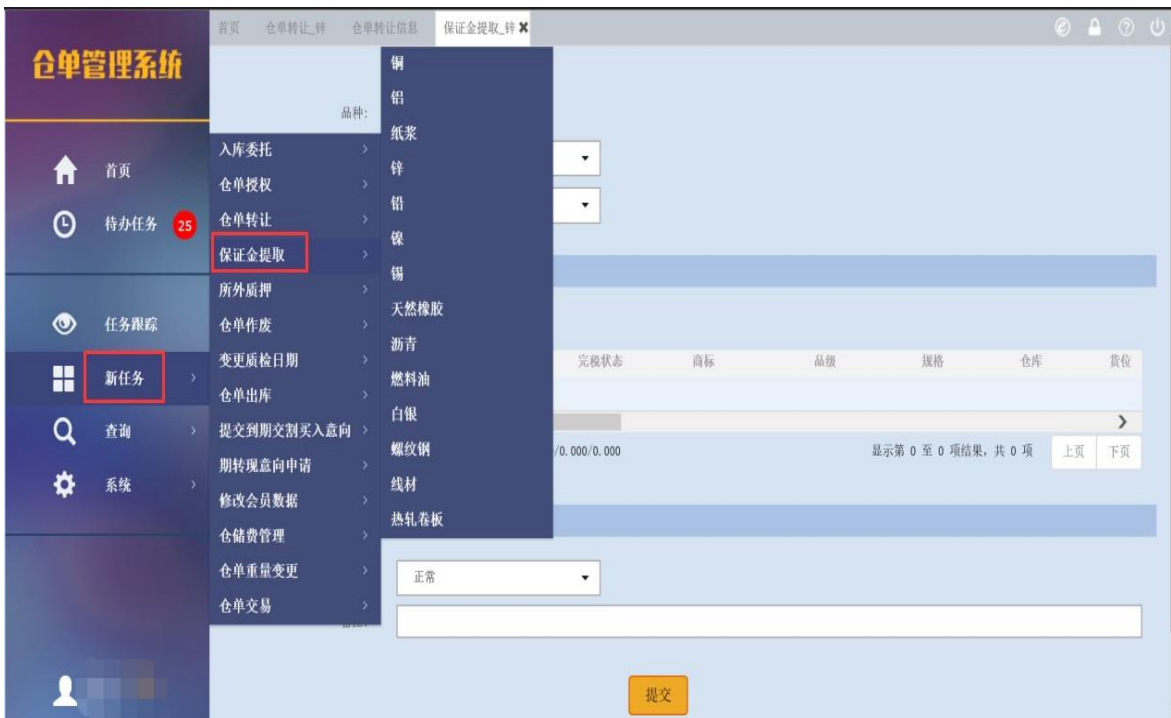 首页 仓单转让_锌 仓单转让信息 保证金提取_锌 ✖
仓单管理系统
首页
待办任务 25
任务跟踪
新任务
查询
系统
品种:
入库委托
仓单授权
仓单转让
保证金提取
所外质押
仓单作废
变更质检日期
仓单出库
提交到期交割买入意向
期转现意向申请
修改会员数据
仓储费管理
仓单重量变更
仓单交易
铜
铝
纸浆
锌
铅
镍
锡
天然橡胶
沥青
燃料油
白银
螺纹钢
线材
热轧卷板
完税状态 商标 品级 规格 仓库 货位
/0.000/0.000 显示第 0 至 0 项结果，共 0 项 上页 下页
正常
提交